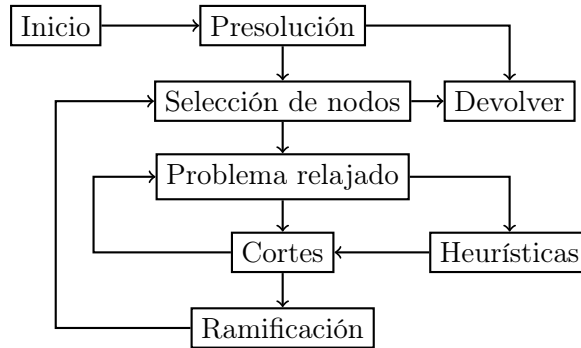 Inicio
Presolución
Selección de nodos
Devolver
Problema relajado
Cortes
Heurísticas
Ramificación